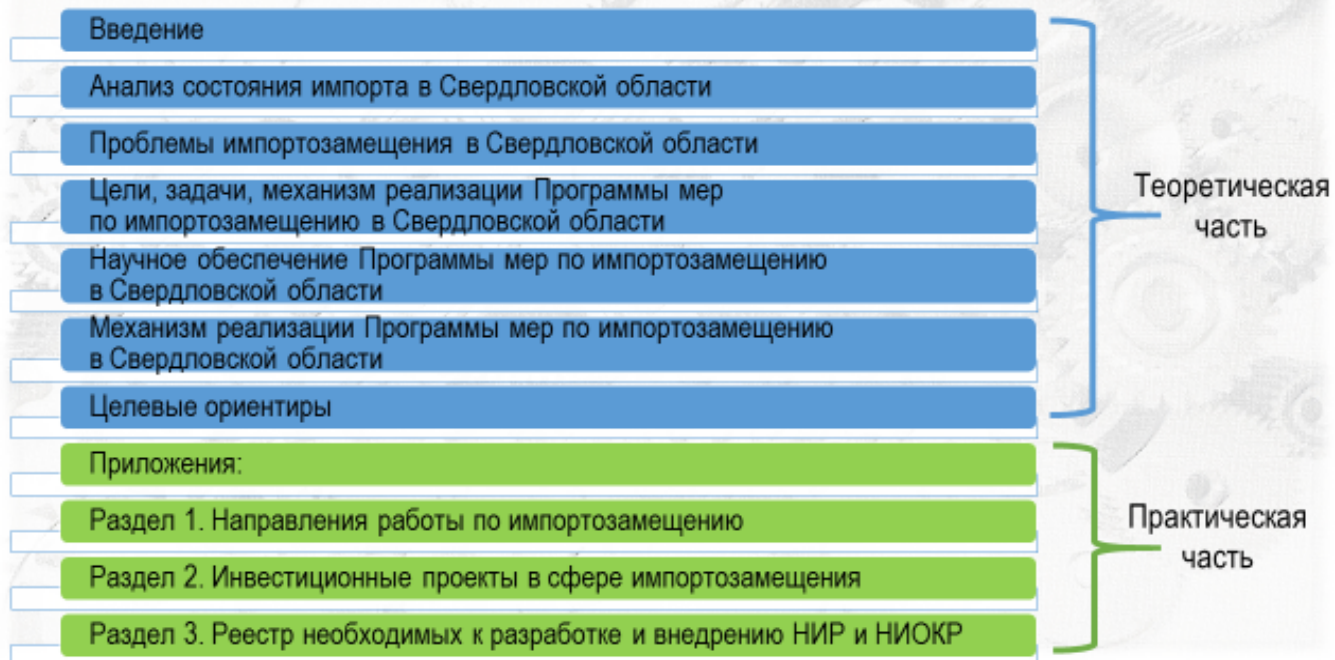 Введение
Анализ состояния импорта в Свердловской области
Проблемы импортозамещения в Свердловской области
Цели, задачи, механизм реализации Программы мер
по импортозамещению в Свердловской области
Научное обеспечение Программы мер по импортозамещению
в Свердловской области
Механизм реализации Программы мер по импортозамещению
в Свердловской области
Целевые ориентиры
Теоретическая
часть
Приложения:
Раздел 1. Направления работы по импортозамещению
Раздел 2. Инвестиционные проекты в сфере импортозамещения
Раздел 3. Реестр необходимых к разработке и внедрению НИР и НИОКР
Практическая
часть